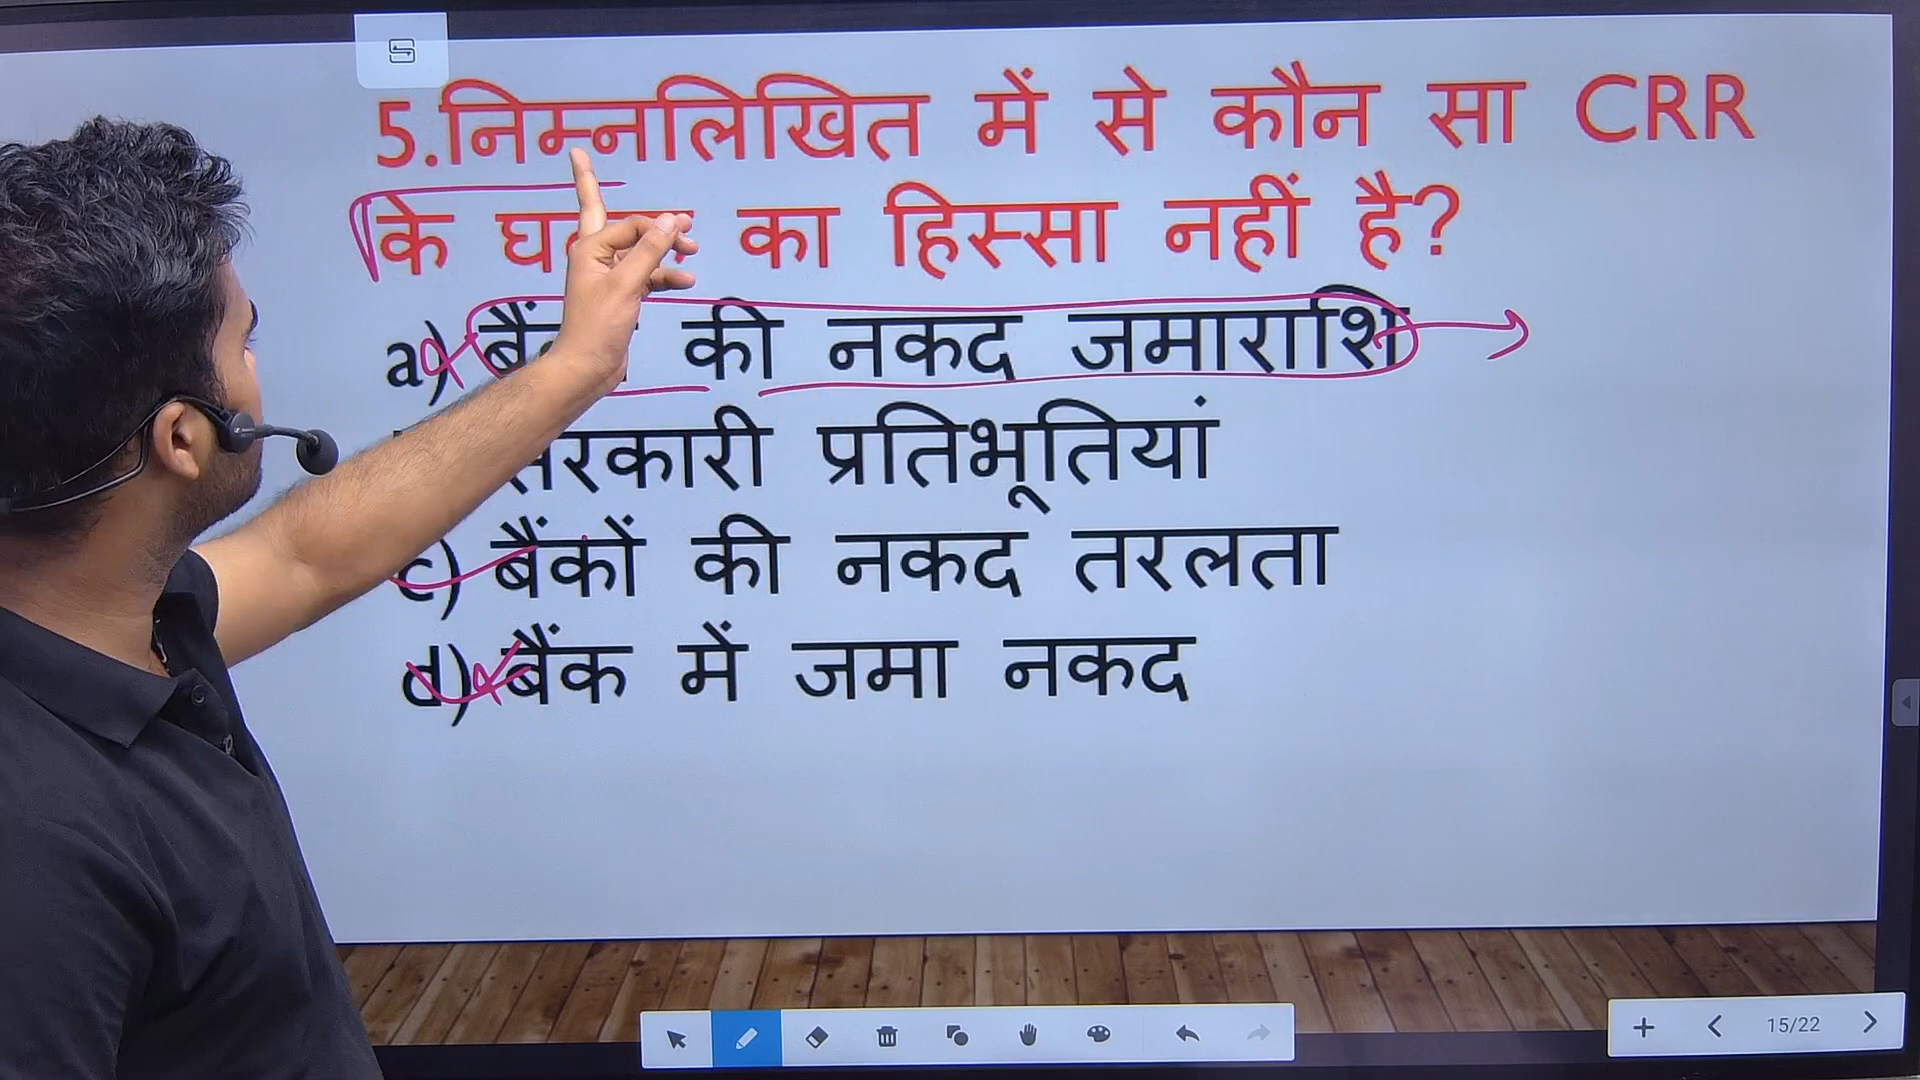 5.निम्नलिखित में से कौन सा CRR
के का हिस्सा नहीं है?
a) की नकद जमाराशि
सरकारी प्रतिभूतियां
c) बैंकों की नकद तरलता
d) बैंक में जमा नकद
15/22